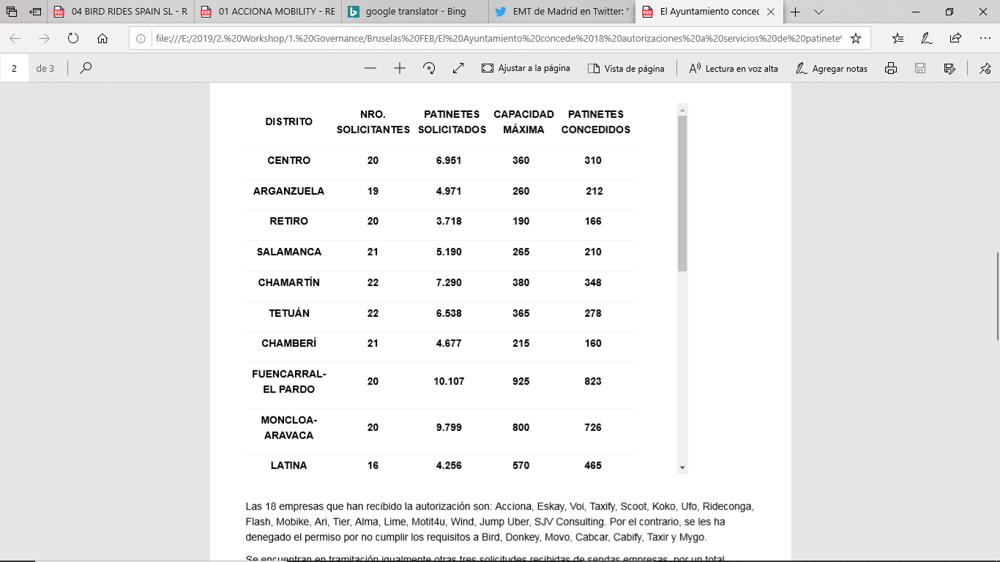 04 BIRD RIDES SPAIN SL - R
01 ACCIONA MOBILITY - RE
google translator - Bing
EMT de Madrid en Twitter: "
El Ayuntamiento conced
file:///E:/2019/2.%20Workshop/1.%20Governance/Bruselas%20FEB/El%20Ayuntamiento%20concede%2018%20autorizaciones%20a%20servicios%20de%20patinete%
2 de 3
Ajustar a la página
Vista de página
Lectura en voz alta
Agregar notas
DISTRITO NRO. SOLICITANTES PATINETES SOLICITADOS CAPACIDAD MÁXIMA PATINETES CONCEDIDOS
CENTRO 20 6.951 360 310
ARGANZUELA 19 4.971 260 212
RETIRO 20 3.718 190 166
SALAMANCA 21 5.190 265 210
CHAMARTÍN 22 7.290 380 348
TETUÁN 22 6.538 365 278
CHAMBERÍ 21 4.677 215 160
FUENCARRAL-EL PARDO 20 10.107 925 823
MONCLOA-ARAVACA 20 9.799 800 726
LATINA 16 4.256 570 465
Las 18 empresas que han recibido la autorización son: Acciona, Eskay, Voi, Taxify, Scoot, Koko, Ufo, Rideconga,
Flash, Mobike, Ari, Tier, Alma, Lime, Motit4u, Wind, Jump Uber, SJV Consulting. Por el contrario, se les ha
denegado el permiso por no cumplir los requisitos a Bird, Donkey, Movo, Cabcar, Cabify, Taxir y Mygo.
Se encuentran en tramitación igualmente otras tres solicitudes recibidas de sendas empresas, por un total